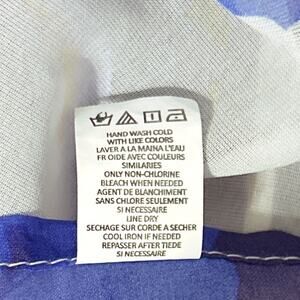 HAND WASH COLD
WITH LIKE COLORS
LAVER A LA MAINA L'EAU
FR OIDE AVEC COULEURS
SIMILARIES
ONLY NON-CHLORINE
BLEACH WHEN NEEDED
AGENT DE BLANCHIMENT
SANS CHLORE SEULEMENT
SI NECESSAIRE
LINE DRY
SECHAGE SUR CORDE A SECHER
COOL IRON IF NEEDED
REPASSER APRES TIEDE
SI NECESSAIRE